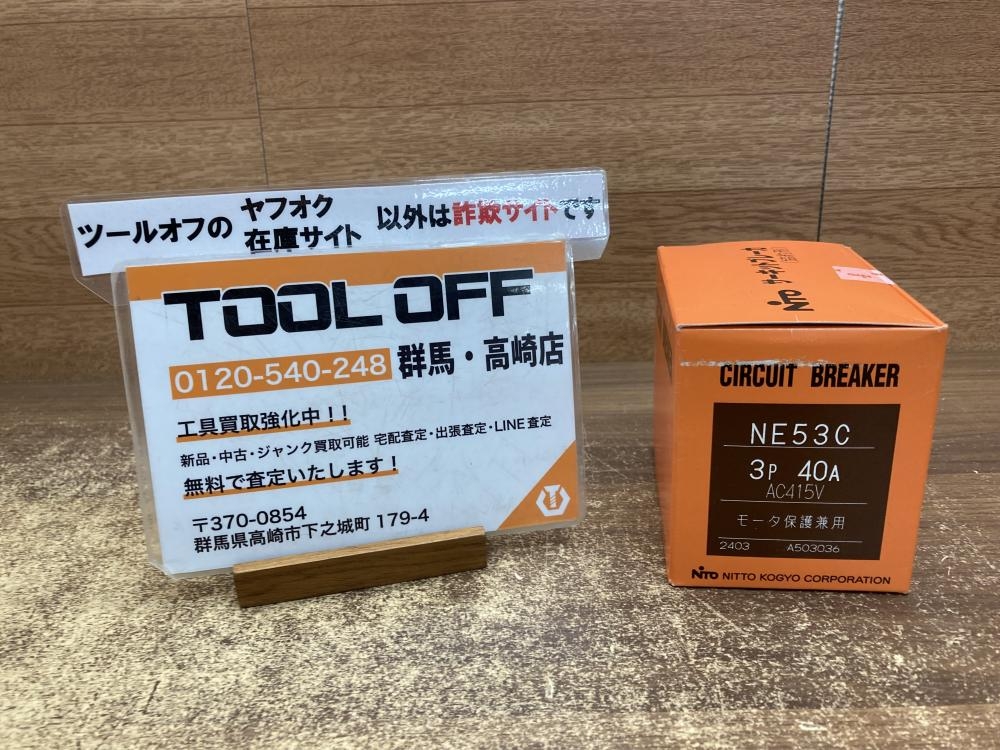 ツールオフの ヤフオク 在庫サイト 以外は詐欺サイトです
TOOL OFF
0120-540-248 群馬・高崎店
工具買取強化中！！
新品・中古・ジャンク買取可能 宅配査定・出張査定・LINE査定
無料で査定いたします！
〒370-0854
群馬県高崎市下之城町 179-4
NITO
CIRCUIT BREAKER
NE53C
3P 40A
AC415V
モータ保護兼用
2403 A503036
NITO NITTO KOGYO CORPORATION